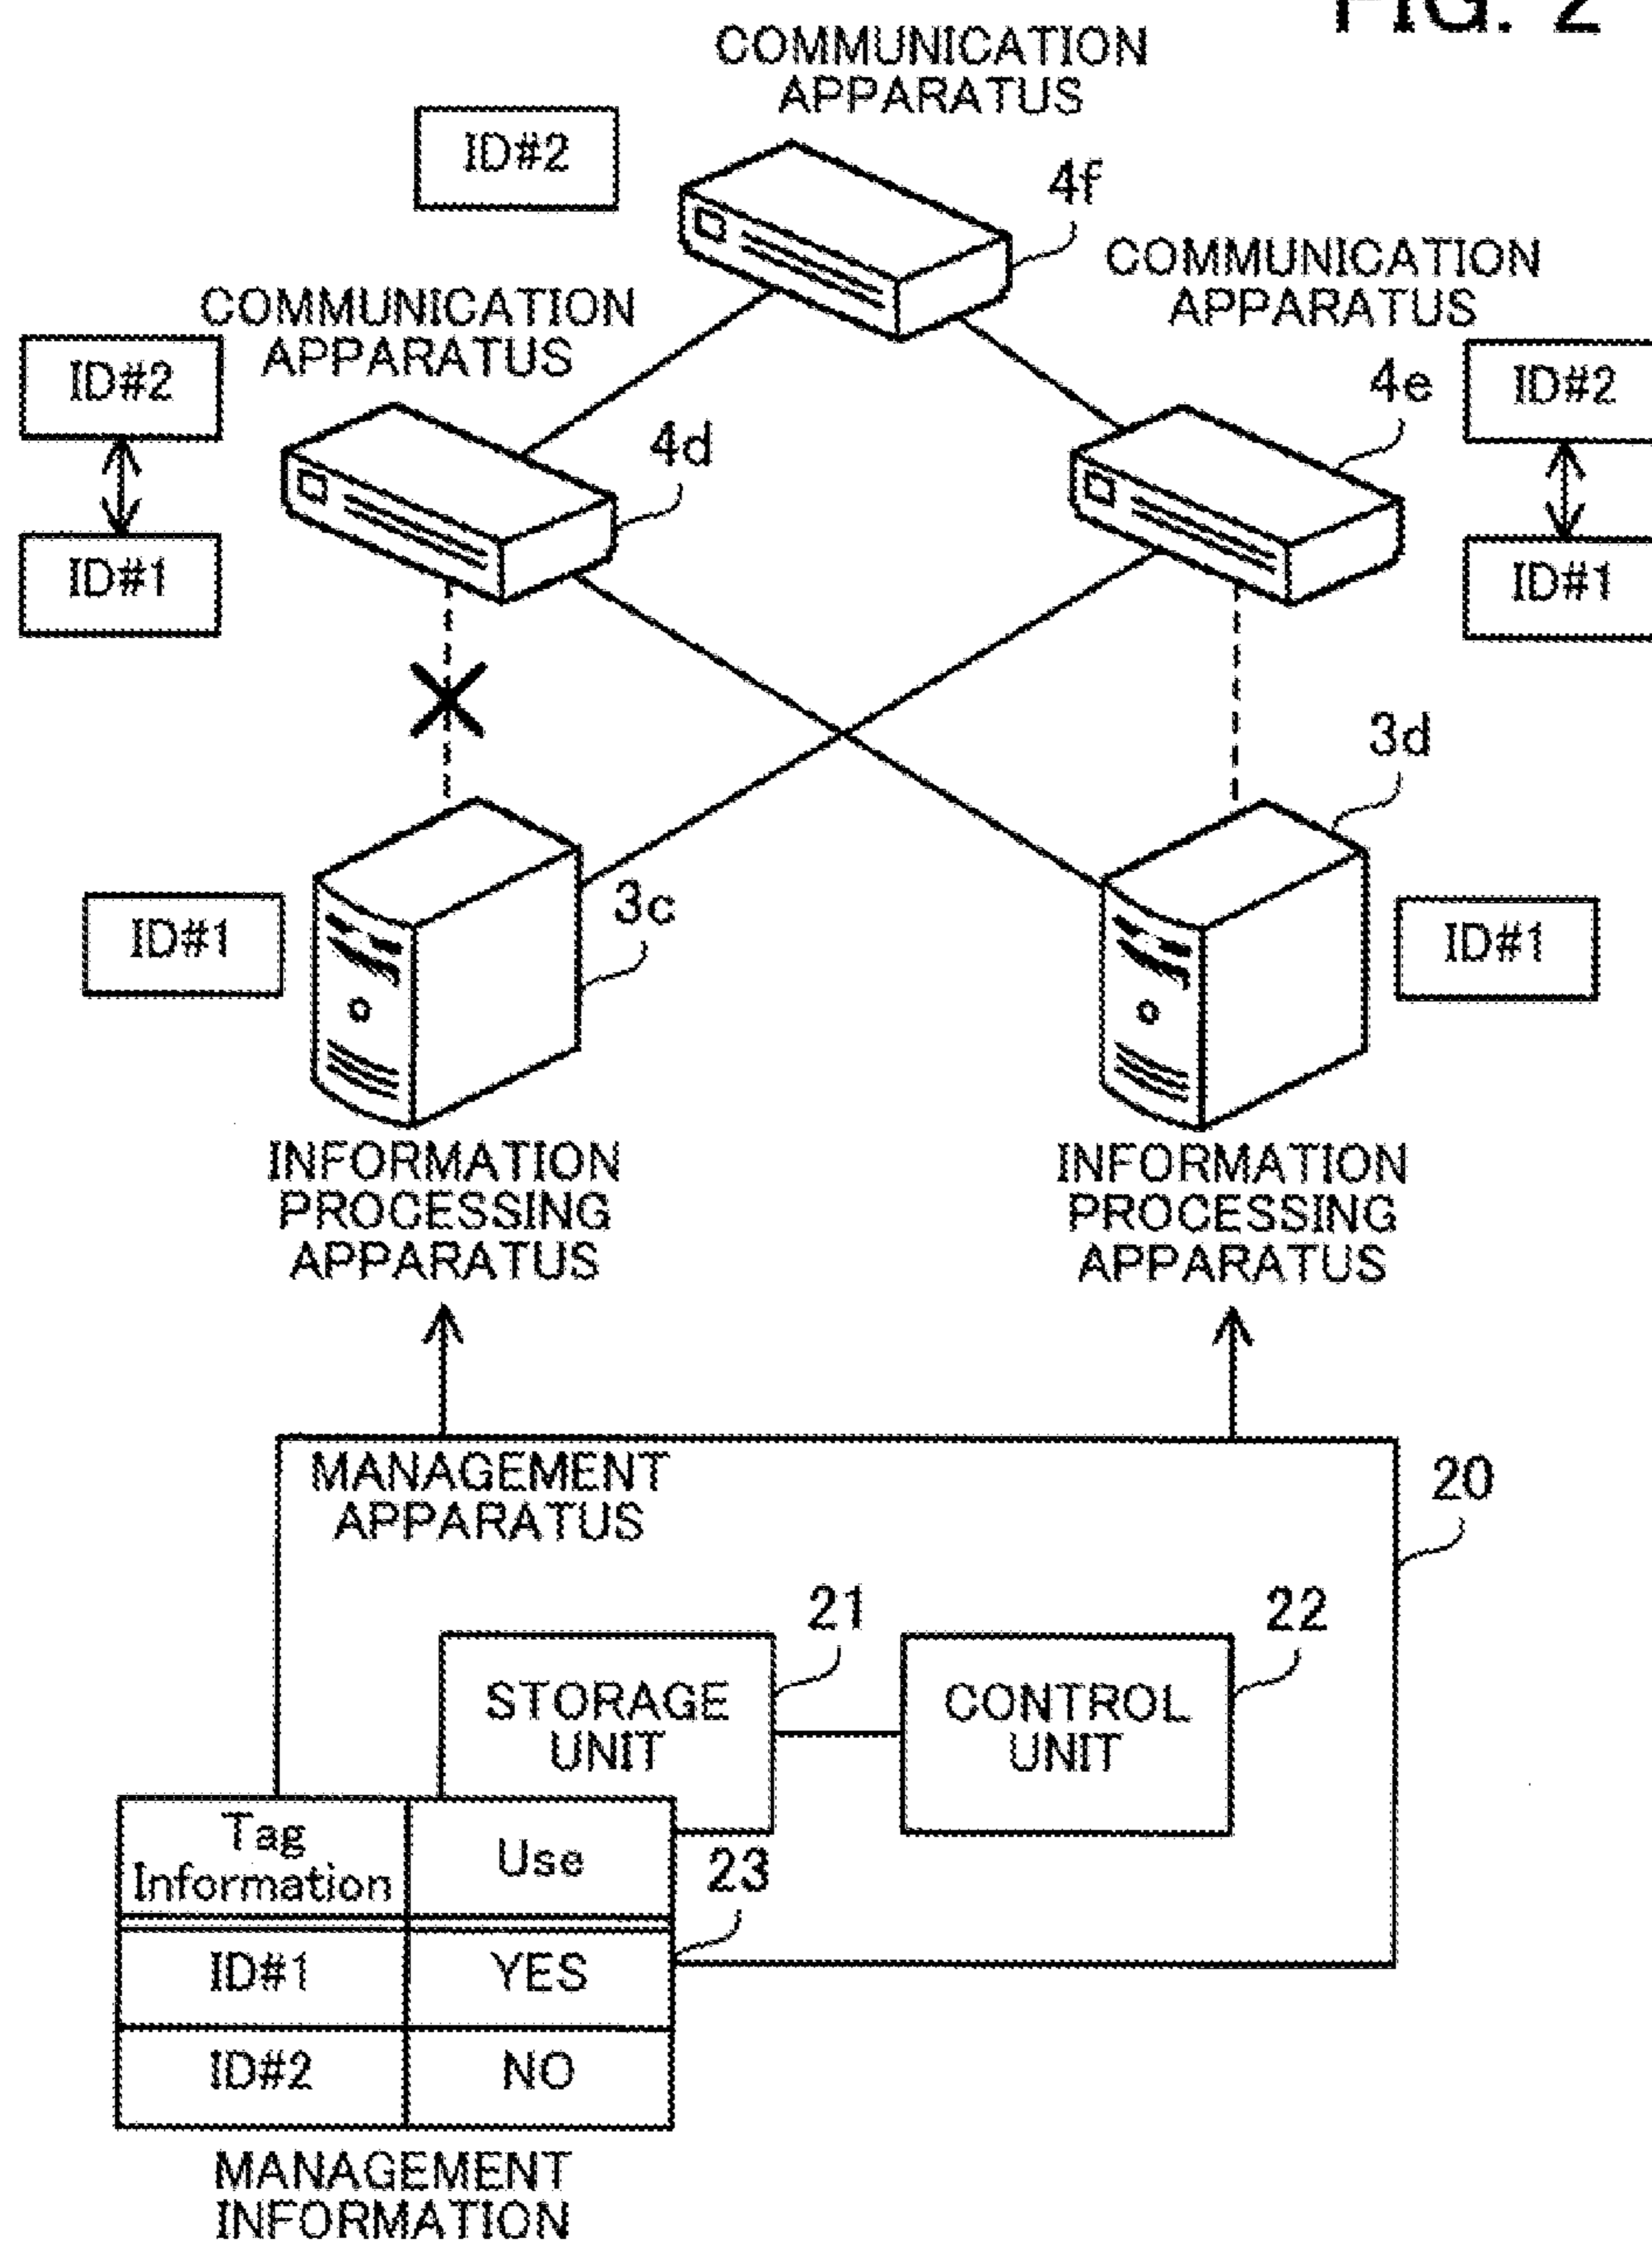 FIG. 2
COMMUNICATION
APPARATUS
ID#2
4f
COMMUNICATION
APPARATUS
COMMUNICATION
APPARATUS
ID#2
4d
4e
ID#2
ID#1
ID#1
3d
3c
ID#1
ID#1
INFORMATION
PROCESSING
APPARATUS
INFORMATION
PROCESSING
APPARATUS
MANAGEMENT
APPARATUS
20
21
22
STORAGE
UNIT
CONTROL
UNIT
Tag
Information
Use
23
ID#1
YES
ID#2
NO
MANAGEMENT
INFORMATION